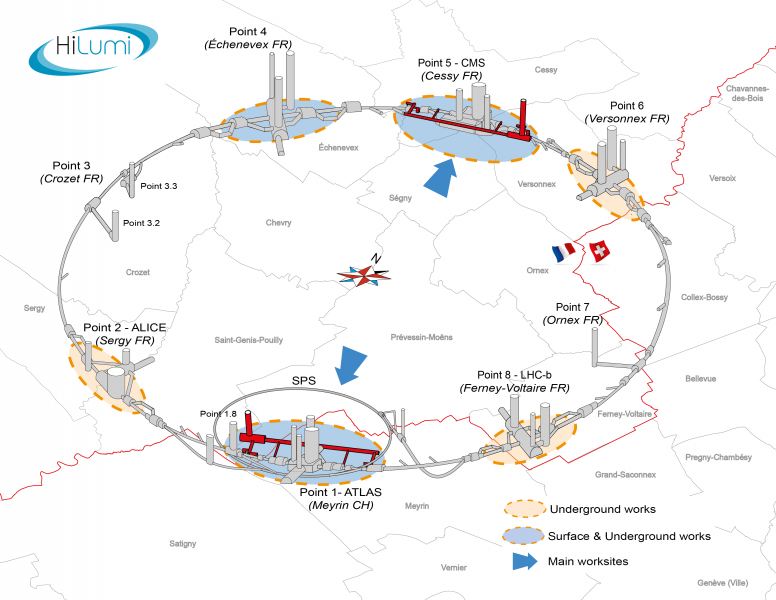 HiLumi
Point 4
(Échenevex FR)
Point 5 - CMS
(Cessy FR)
Cessy
Point 6
(Versonnex FR)
Chavannes-
des-Bois
Échenevex
Point 3
(Crozet FR)
Point 3.3
Point 3.2
Versonnex
Versoix
Ségny
Chevry
N
Crozet
Ornex
Collex-Bossy
Sergy
Point 7
(Ornex FR)
Point 2 - ALICE
(Sergy FR)
Saint-Genis-Pouilly
Prévessin-Moëns
SPS
Point 8 - LHC-b
(Ferney-Voltaire FR)
Bellevue
Point 1.8
Ferney-Voltaire
Pregny-Chambésy
Grand-Saconnex
Point 1- ATLAS
(Meyrin CH)
Meyrin
Satigny
Vernier
Genève (Ville)
Underground works
Surface & Underground works
Main worksites